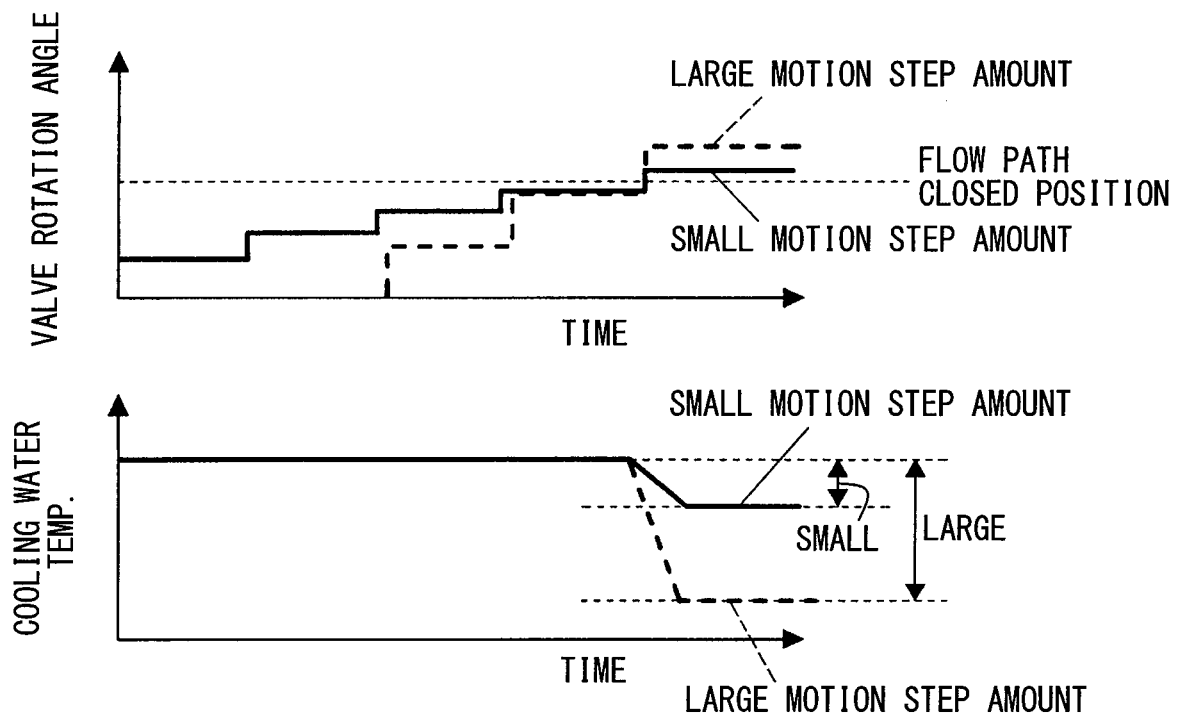 VALVE ROTATION ANGLE
LARGE MOTION STEP AMOUNT
FLOW PATH
CLOSED POSITION
SMALL MOTION STEP AMOUNT
TIME
COOLING WATER
TEMP.
SMALL MOTION STEP AMOUNT
SMALL
LARGE
TIME
LARGE MOTION STEP AMOUNT